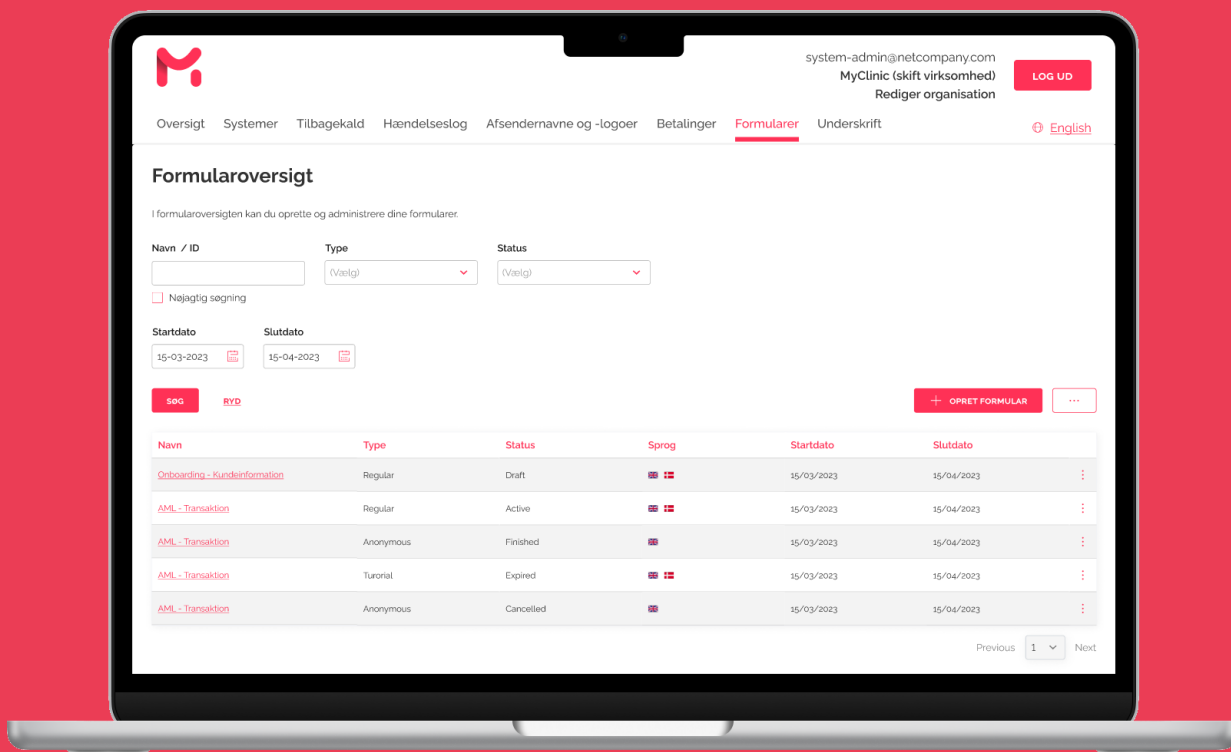 system-admin@netcompany.com
MyClinic (skift virksomhed)
Rediger organisation
LOG UD
Oversigt Systemer Tilbagekald Hændelseslog Afsendernavne og -logoer Betalinger Formularer Underskrift
English
Formularoversigt
I formularoversigten kan du oprette og administrere dine formularer.
Navn / ID Type Status
(Vælg) (Vælg)
Nøjagtig søgning
Startdato Slutdato
15-03-2023 15-04-2023
SØG RYD + OPRET FORMULAR ...
Navn Type Status Sprog Startdato Slutdato
Onboarding - Kundeinformation Regular Draft 15/03/2023 15/04/2023
AML - Transaktion Regular Active 15/03/2023 15/04/2023
AML - Transaktion Anonymous Finished 15/03/2023 15/04/2023
AML - Transaktion Turorial Expired 15/03/2023 15/04/2023
AML - Transaktion Anonymous Cancelled 15/03/2023 15/04/2023
Previous 1 Next